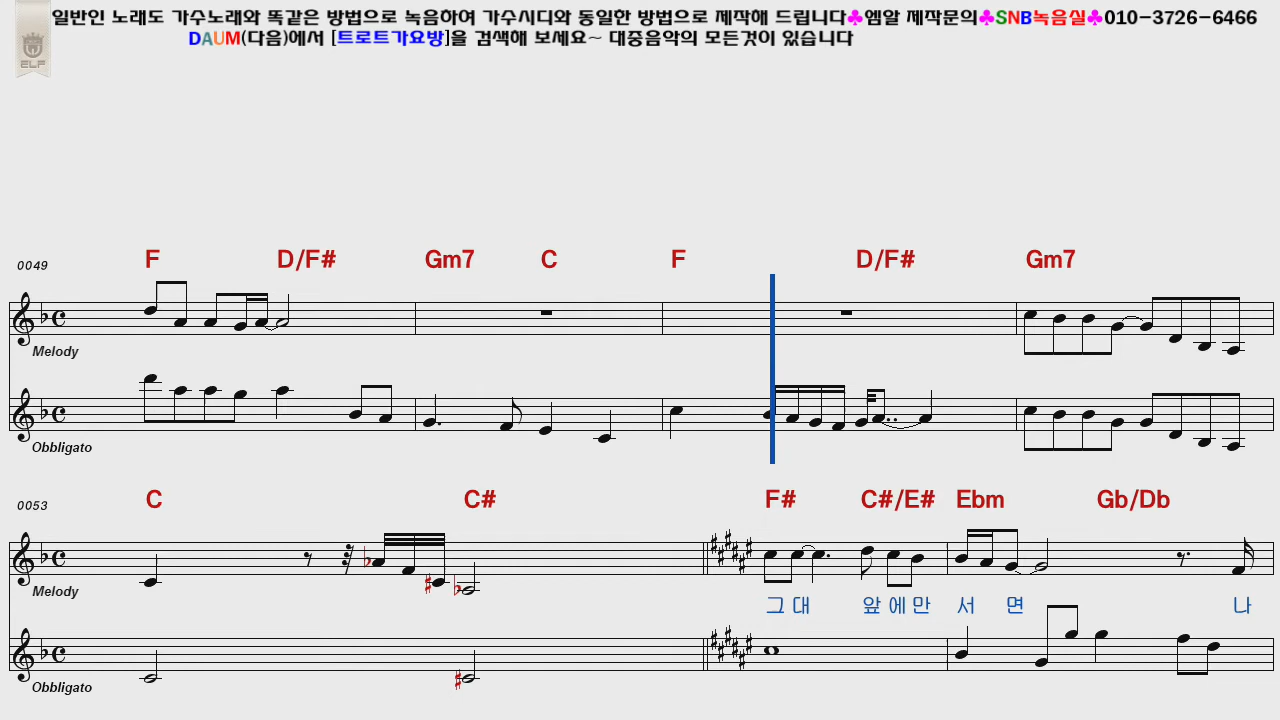 일반인 노래도 가수노래와 똑같은 방법으로 녹음하여 가수시디와 동일한 방법으로 제작해 드립니다♣엠알 제작문의♣SNB녹음실♣010-3726-6466
DAUM(다음)에서 [트로트가요방]을 검색해 보세요~ 대중음악의 모든것이 있습니다
ELF
0049 F D/F# Gm7 C F D/F# Gm7
Melody
Obbligato
0053 C C# F# C#/E# Ebm Gb/Db
Melody
그대 앞에만 서 면 나
Obbligato